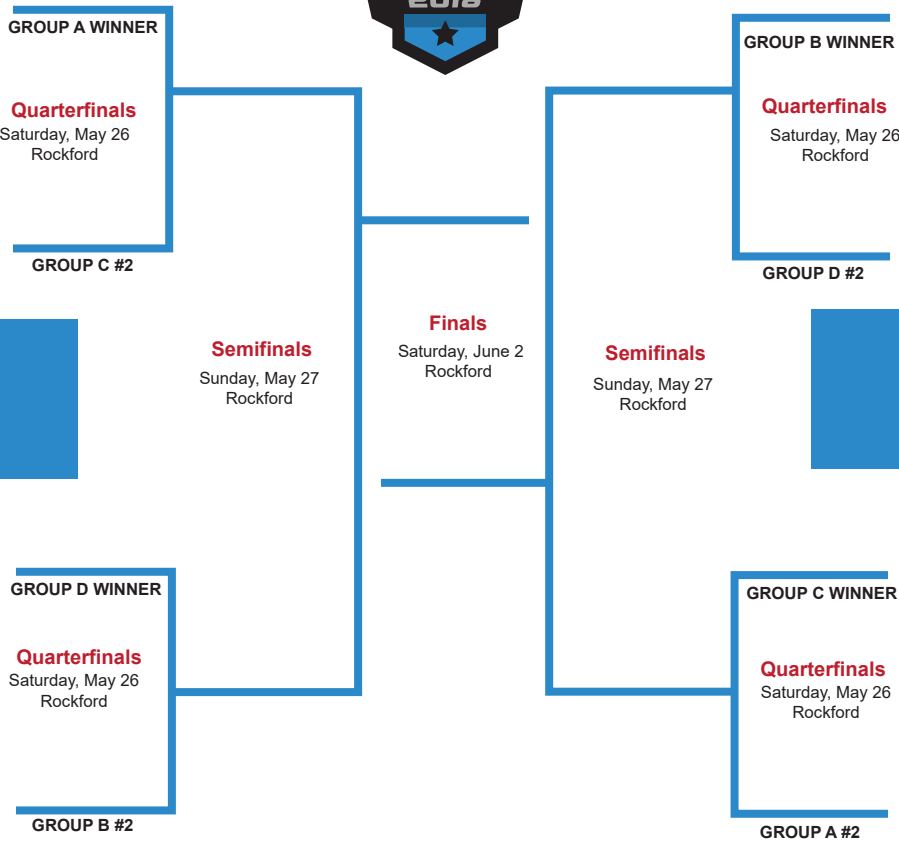 2018
GROUP A WINNER
Quarterfinals
Saturday, May 26
Rockford
GROUP C #2
GROUP B WINNER
Quarterfinals
Saturday, May 26
Rockford
GROUP D #2
Semifinals
Sunday, May 27
Rockford
Finals
Saturday, June 2
Rockford
Semifinals
Sunday, May 27
Rockford
GROUP D WINNER
Quarterfinals
Saturday, May 26
Rockford
GROUP B #2
GROUP C WINNER
Quarterfinals
Saturday, May 26
Rockford
GROUP A #2